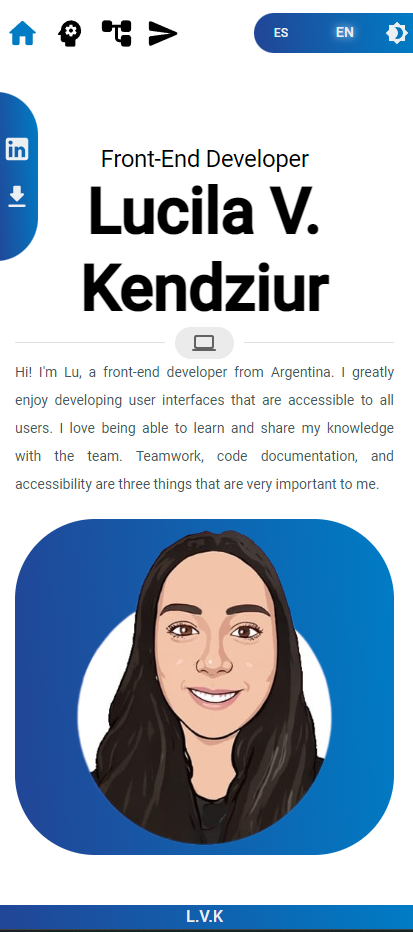 ES EN
in
Front-End Developer
Lucila V.
Kendziur
Hi! I'm Lu, a front-end developer from Argentina. I greatly
enjoy developing user interfaces that are accessible to all
users. I love being able to learn and share my knowledge
with the team. Teamwork, code documentation, and
accessibility are three things that are very important to me.
L.V.K